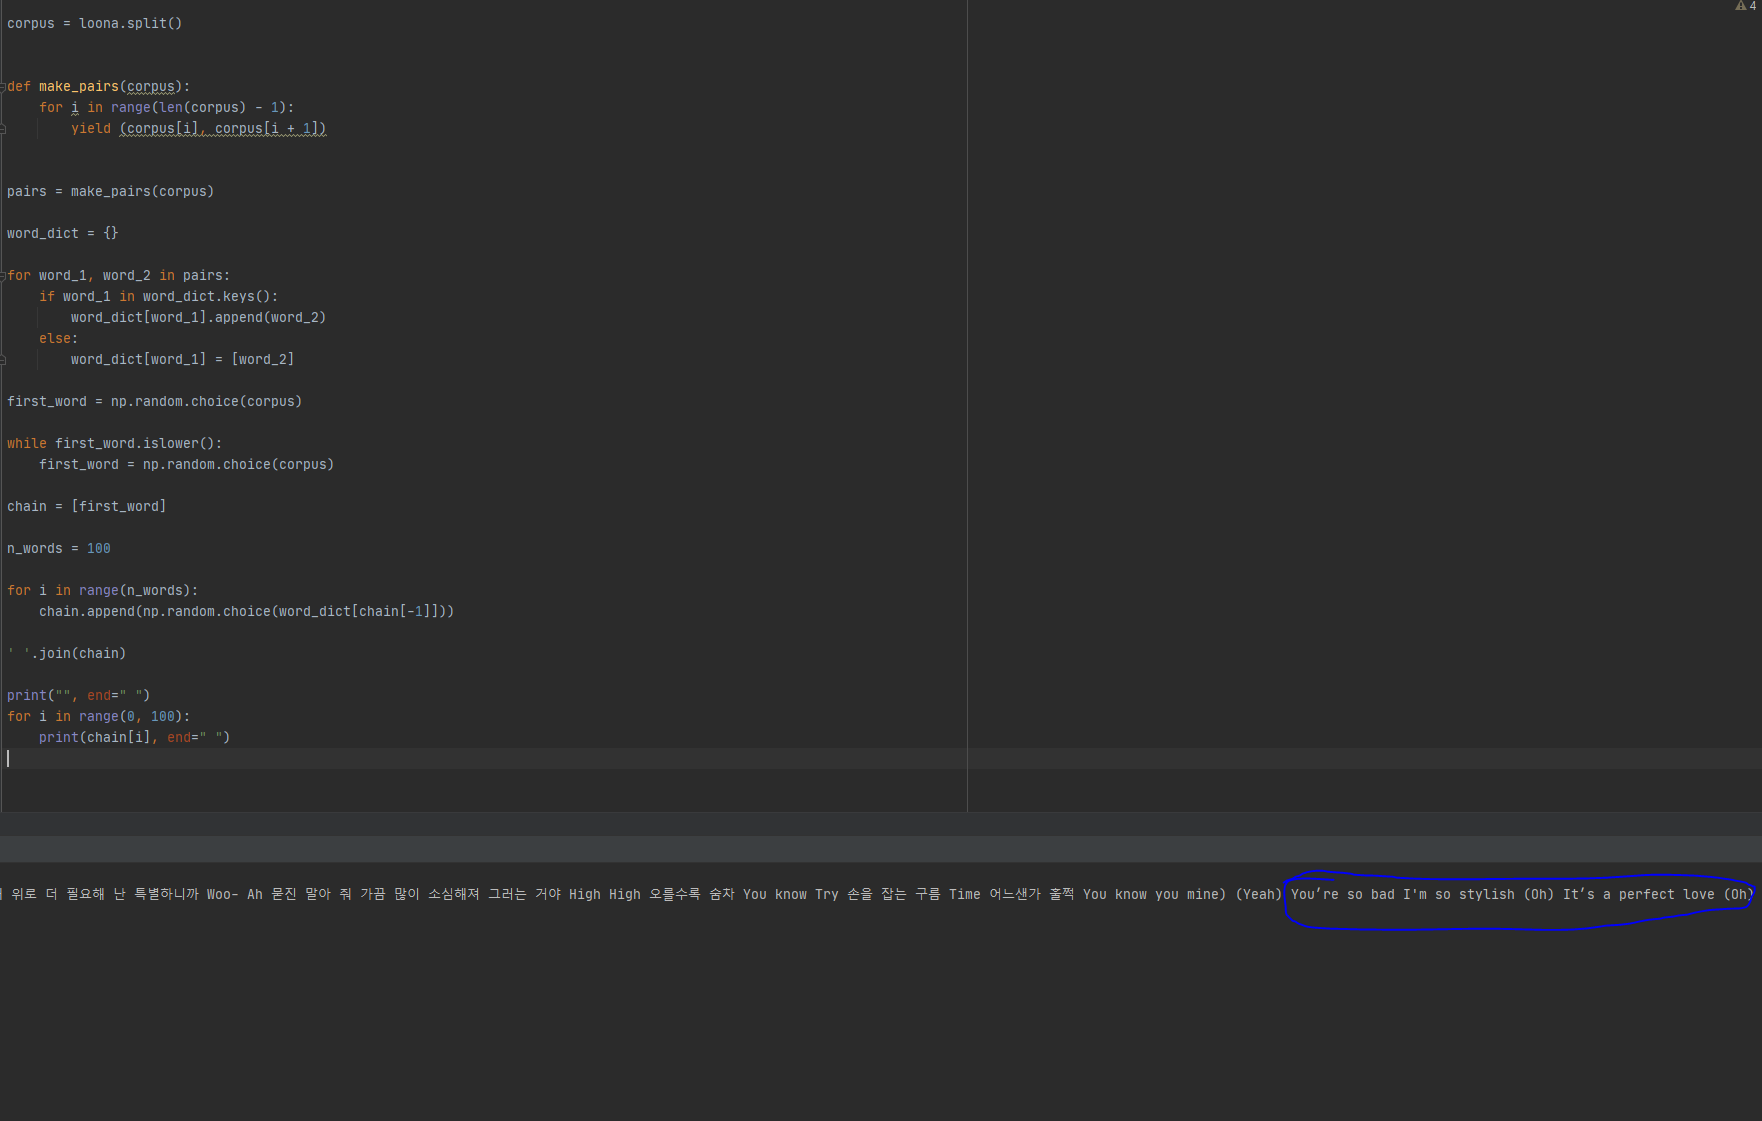 4
corpus = loona.split()
def make_pairs(corpus):
    for i in range(len(corpus) - 1):
        yield (corpus[i], corpus[i + 1])
pairs = make_pairs(corpus)
word_dict = {}
for word_1, word_2 in pairs:
    if word_1 in word_dict.keys():
        word_dict[word_1].append(word_2)
    else:
        word_dict[word_1] = [word_2]
first_word = np.random.choice(corpus)
while first_word.islower():
    first_word = np.random.choice(corpus)
chain = [first_word]
n_words = 100
for i in range(n_words):
    chain.append(np.random.choice(word_dict[chain[-1]]))
' '.join(chain)
print("", end=" ")
for i in range(0, 100):
    print(chain[i], end=" ")
위로 더 필요해 난 특별하니까 Woo- Ah 묻진 말아 줘 가끔 많이 소심해져 그러는 거야 High High 오를수록 숨차 You know Try 손을 잡는 구름 Time 어느샌가 훌쩍 You know you mine) (Yeah) You’re so bad I'm so stylish (Oh) It’s a perfect love (Oh)